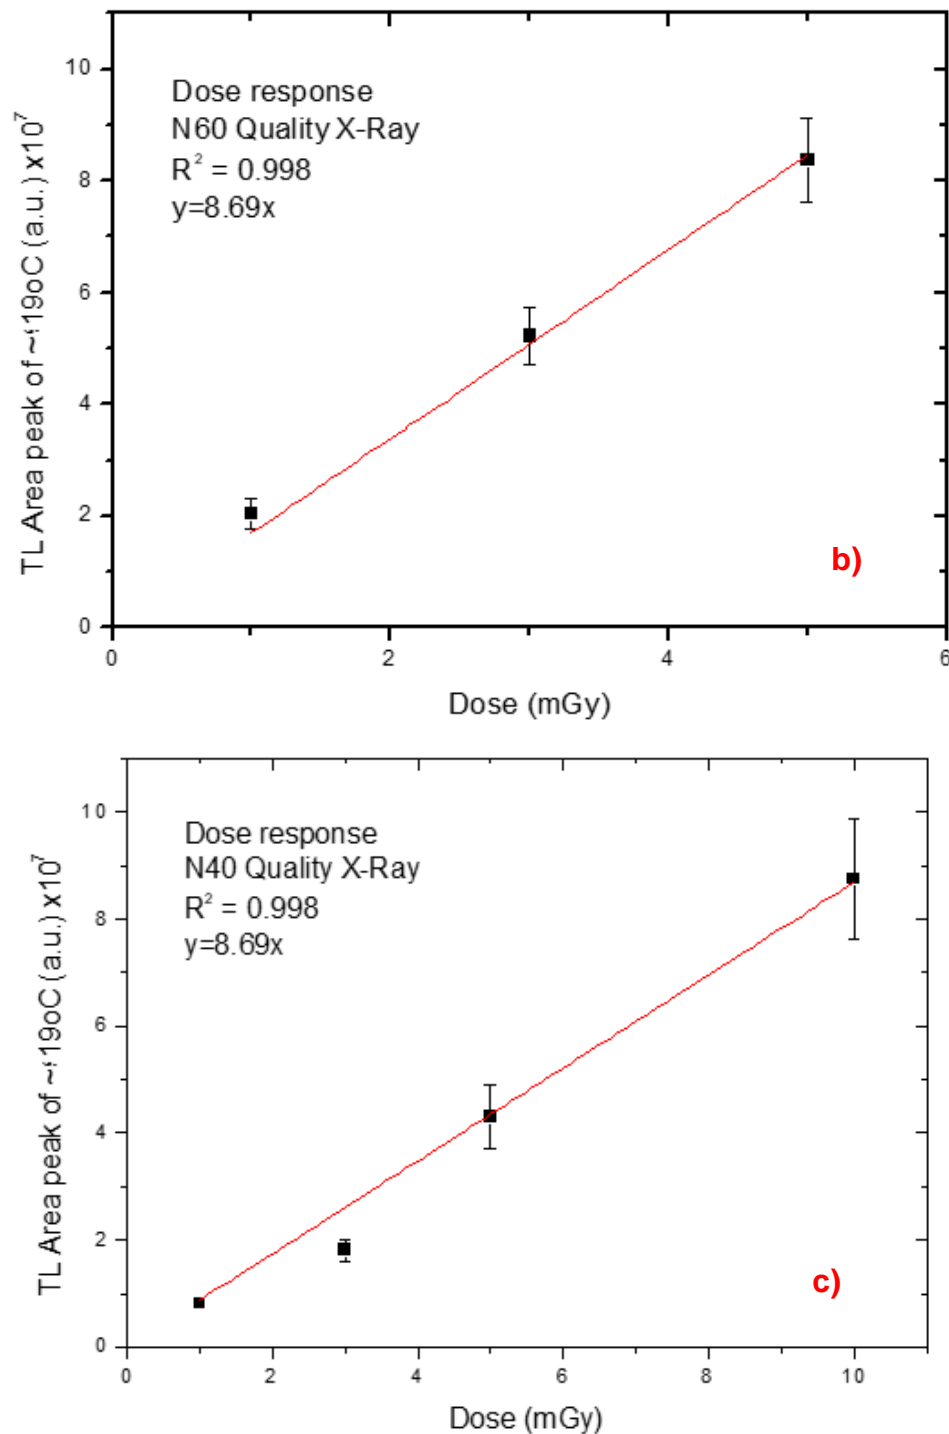 10
8
6
4
2
0
TL Area peak of
(a.u.) x10⁷
Dose response
N60 Quality X-Ray
R² = 0.998
y=8.69x
b)
0
2
4
6
Dose (mGy)
10
8
6
4
2
0
TL Area peak of
(a.u.) x10⁷
Dose response
N40 Quality X-Ray
R² = 0.998
y=8.69x
c)
0
2
4
6
8
10
Dose (mGy)